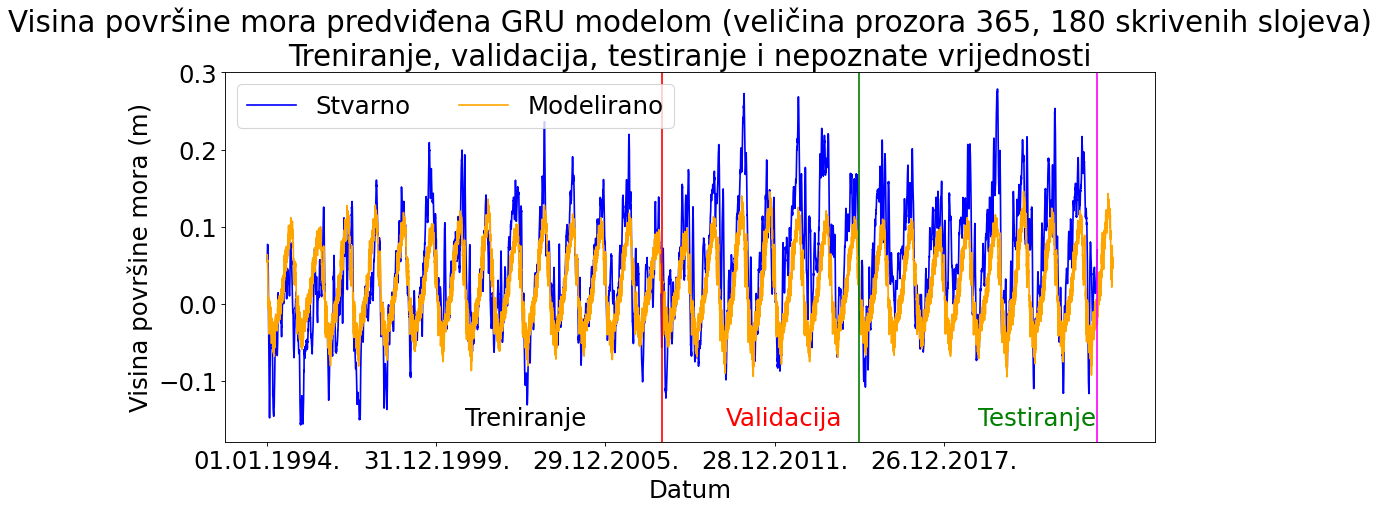 Visina površine mora predviđena GRU modelom (veličina prozora 365, 180 skrivenih slojeva)
Treniranje, validacija, testiranje i nepoznate vrijednosti
Stvarno
Modelirano
Visina površine mora (m)
0.3
0.2
0.1
0.0
−0.1
Treniranje
Validacija
Testiranje
01.01.1994.
31.12.1999.
29.12.2005.
28.12.2011.
26.12.2017.
Datum